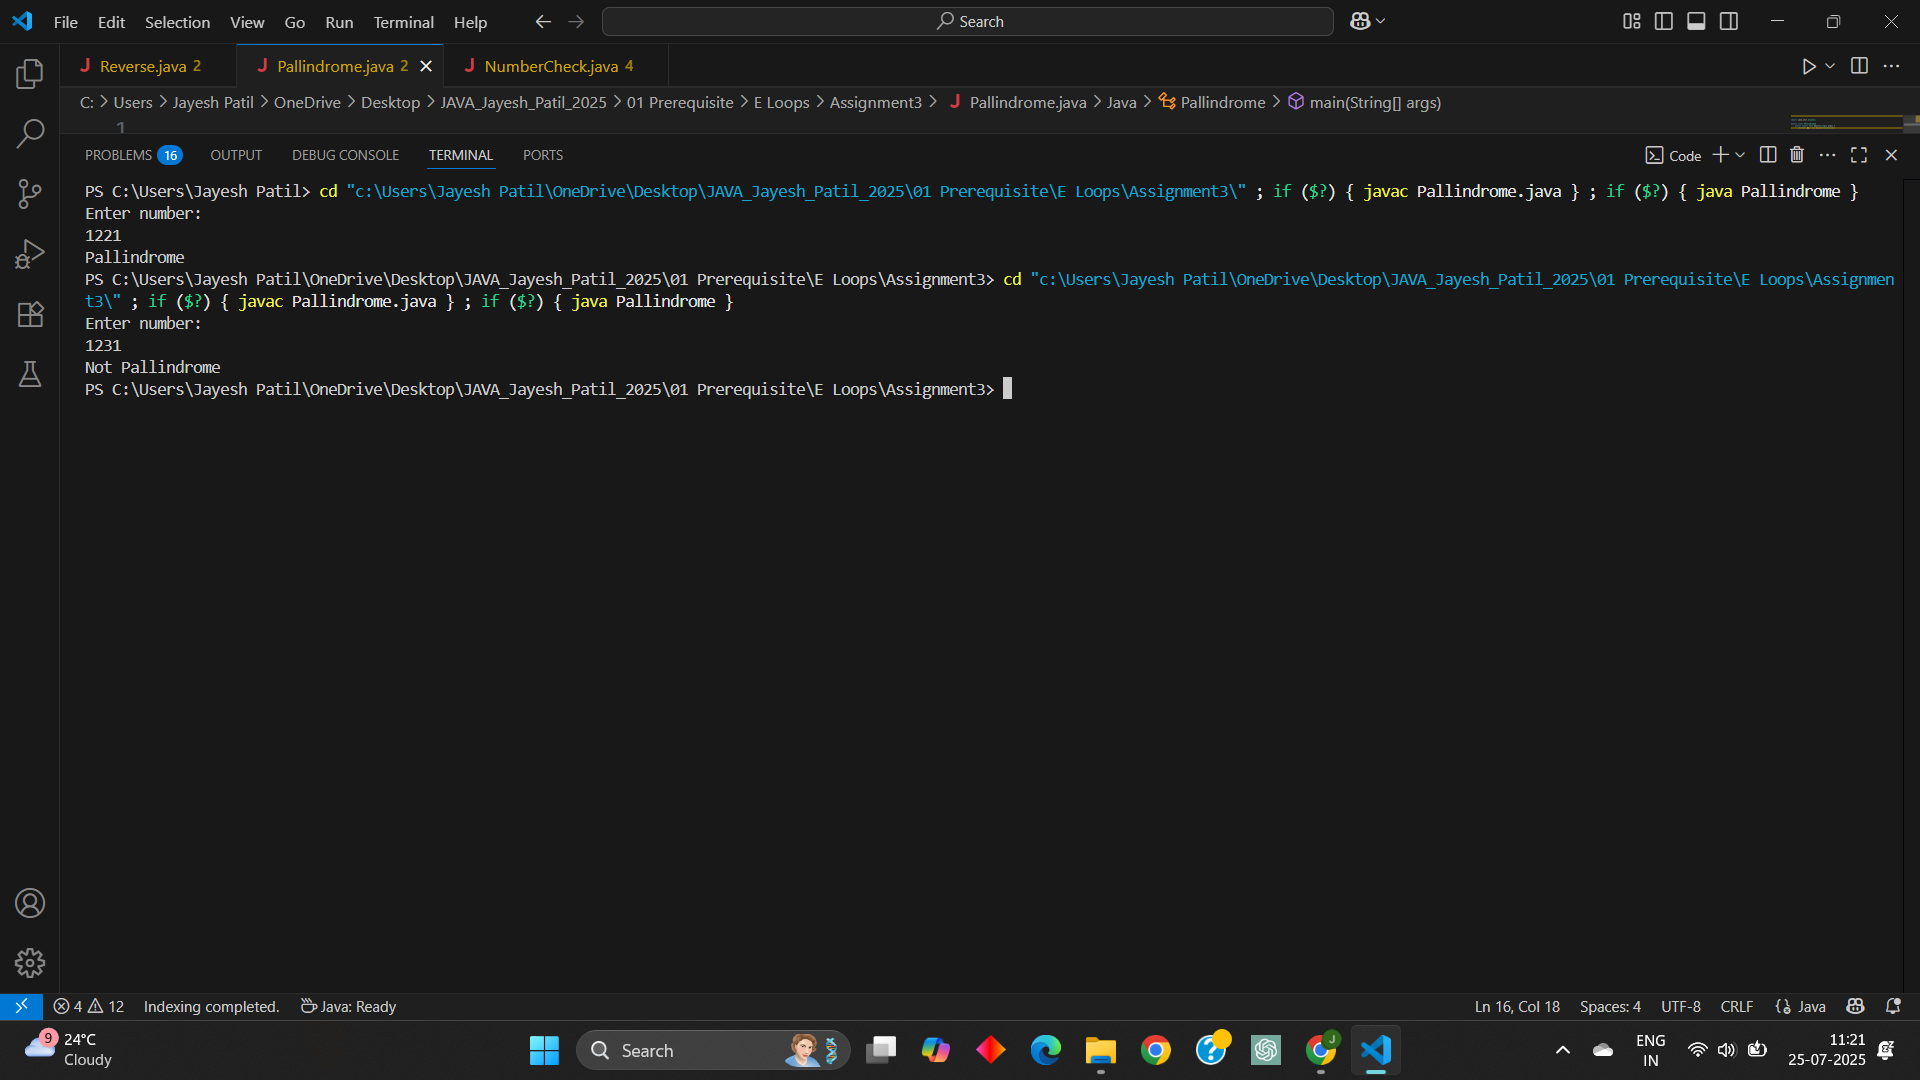 File Edit Selection View Go Run Terminal Help Search
Reverse.java 2 Pallindrome.java 2 NumberCheck.java 4
C: > Users > Jayesh Patil > OneDrive > Desktop > JAVA_Jayesh_Patil_2025 > 01 Prerequisite > E Loops > Assignment3 > Pallindrome.java > Java > Pallindrome > main(String[] args)
1
PROBLEMS 16 OUTPUT DEBUG CONSOLE TERMINAL PORTS Code
PS C:\Users\Jayesh Patil> cd "c:\Users\Jayesh Patil\OneDrive\Desktop\JAVA_Jayesh_Patil_2025\01 Prerequisite\E Loops\Assignment3\" ; if ($?) { javac Pallindrome.java } ; if ($?) { java Pallindrome }
Enter number:
1221
Pallindrome
PS C:\Users\Jayesh Patil\OneDrive\Desktop\JAVA_Jayesh_Patil_2025\01 Prerequisite\E Loops\Assignment3> cd "c:\Users\Jayesh Patil\OneDrive\Desktop\JAVA_Jayesh_Patil_2025\01 Prerequisite\E Loops\Assignmen
t3\" ; if ($?) { javac Pallindrome.java } ; if ($?) { java Pallindrome }
Enter number:
1231
Not Pallindrome
PS C:\Users\Jayesh Patil\OneDrive\Desktop\JAVA_Jayesh_Patil_2025\01 Prerequisite\E Loops\Assignment3>
4 12 Indexing completed. Java: Ready Ln 16, Col 18 Spaces: 4 UTF-8 CRLF Java
9 24°C
Cloudy
Search
J
ENG
IN
11:21
25-07-2025